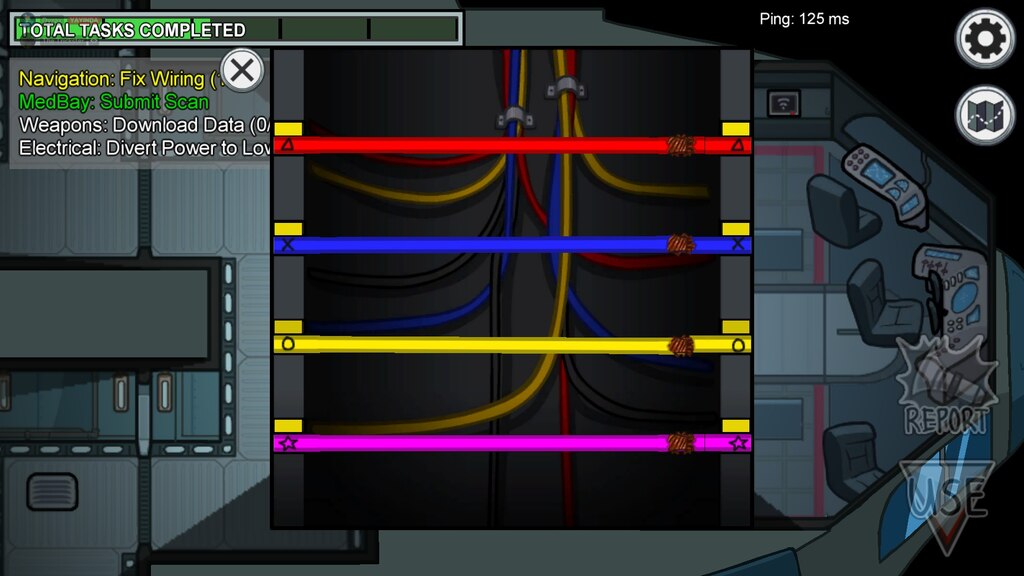 TOTAL TASKS COMPLETED
Ping: 125 ms
Navigation: Fix Wiring (
MedBay: Submit Scan
Weapons: Download Data (0/
Electrical: Divert Power to Lov
REPORT
USE